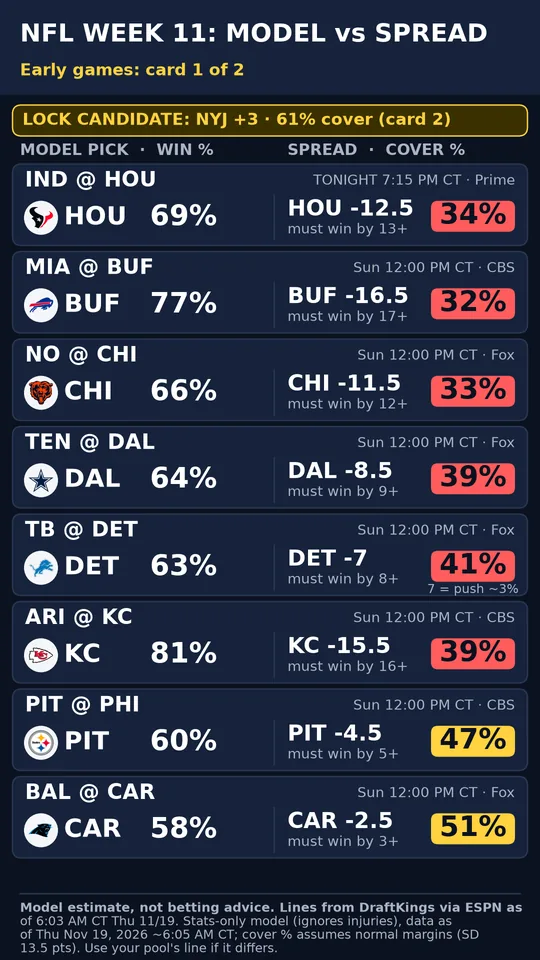 NFL WEEK 11: MODEL vs SPREAD
Early games: card 1 of 2
LOCK CANDIDATE: NYJ +3 · 61% cover (card 2)
MODEL PICK · WIN % SPREAD · COVER %
IND @ HOU TONIGHT 7:15 PM CT · Prime
HOU 69% HOU -12.5 34%
must win by 13+
MIA @ BUF Sun 12:00 PM CT · CBS
BUF 77% BUF -16.5 32%
must win by 17+
NO @ CHI Sun 12:00 PM CT · Fox
CHI 66% CHI -11.5 33%
must win by 12+
TEN @ DAL Sun 12:00 PM CT · Fox
DAL 64% DAL -8.5 39%
must win by 9+
TB @ DET Sun 12:00 PM CT · Fox
DET 63% DET -7 41%
must win by 8+
7 = push ~3%
ARI @ KC Sun 12:00 PM CT · CBS
KC 81% KC -15.5 39%
must win by 16+
PIT @ PHI Sun 12:00 PM CT · CBS
PIT 60% PIT -4.5 47%
must win by 5+
BAL @ CAR Sun 12:00 PM CT · Fox
CAR 58% CAR -2.5 51%
must win by 3+
Model estimate, not betting advice. Lines from DraftKings via ESPN as
of 6:03 AM CT Thu 11/19. Stats-only model (ignores injuries), data as
of Thu Nov 19, 2026 ~6:05 AM CT; cover % assumes normal margins (SD
13.5 pts). Use your pool's line if it differs.